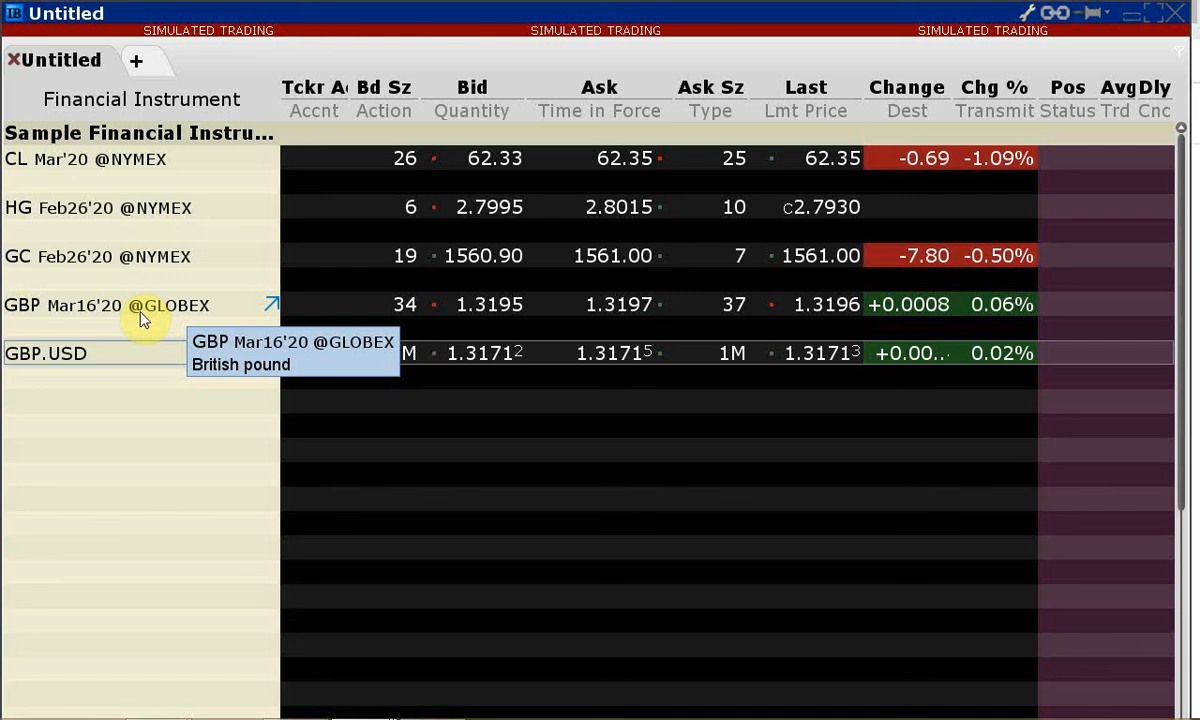 IB Untitled
SIMULATED TRADING SIMULATED TRADING SIMULATED TRADING
Untitled +
Tckr A Bd Sz Bid Ask Ask Sz Last Change Chg % Pos Avg Dly
Financial Instrument Accnt Action Quantity Time in Force Type Lmt Price Dest Transmit Status Trd Cnc
Sample Financial Instru...
CL Mar'20 @NYMEX 26 62.33 62.35 25 62.35 -0.69 -1.09%
HG Feb26'20 @NYMEX 6 2.7995 2.8015 10 C2.7930
GC Feb26'20 @NYMEX 19 1560.90 1561.00 7 1561.00 -7.80 -0.50%
GBP Mar16'20 @GLOBEX 34 1.3195 1.3197 37 1.3196 +0.0008 0.06%
GBP.USD M 1.3171² 1.3171⁵ 1M 1.3171³ +0.00... 0.02%
GBP Mar16'20 @GLOBEX
British pound